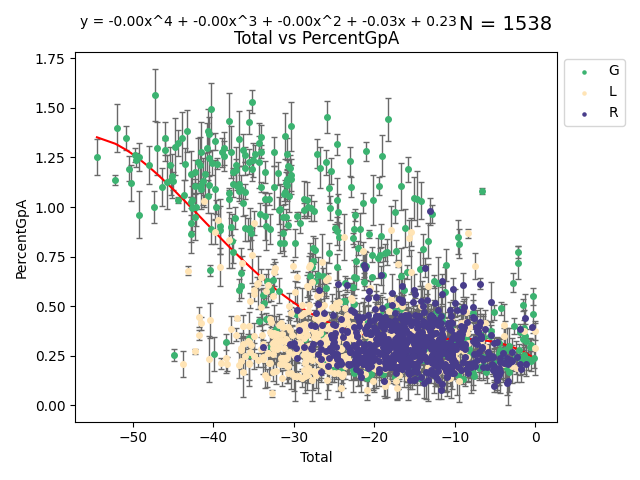 y = -0.00x^4 + -0.00x^3 + -0.00x^2 + -0.03x + 0.23 N = 1538
Total vs PercentGpA
G
L
R
1.75
1.50
1.25
1.00
0.75
0.50
0.25
0.00
PercentGpA
−50 −40 −30 −20 −10 0
Total